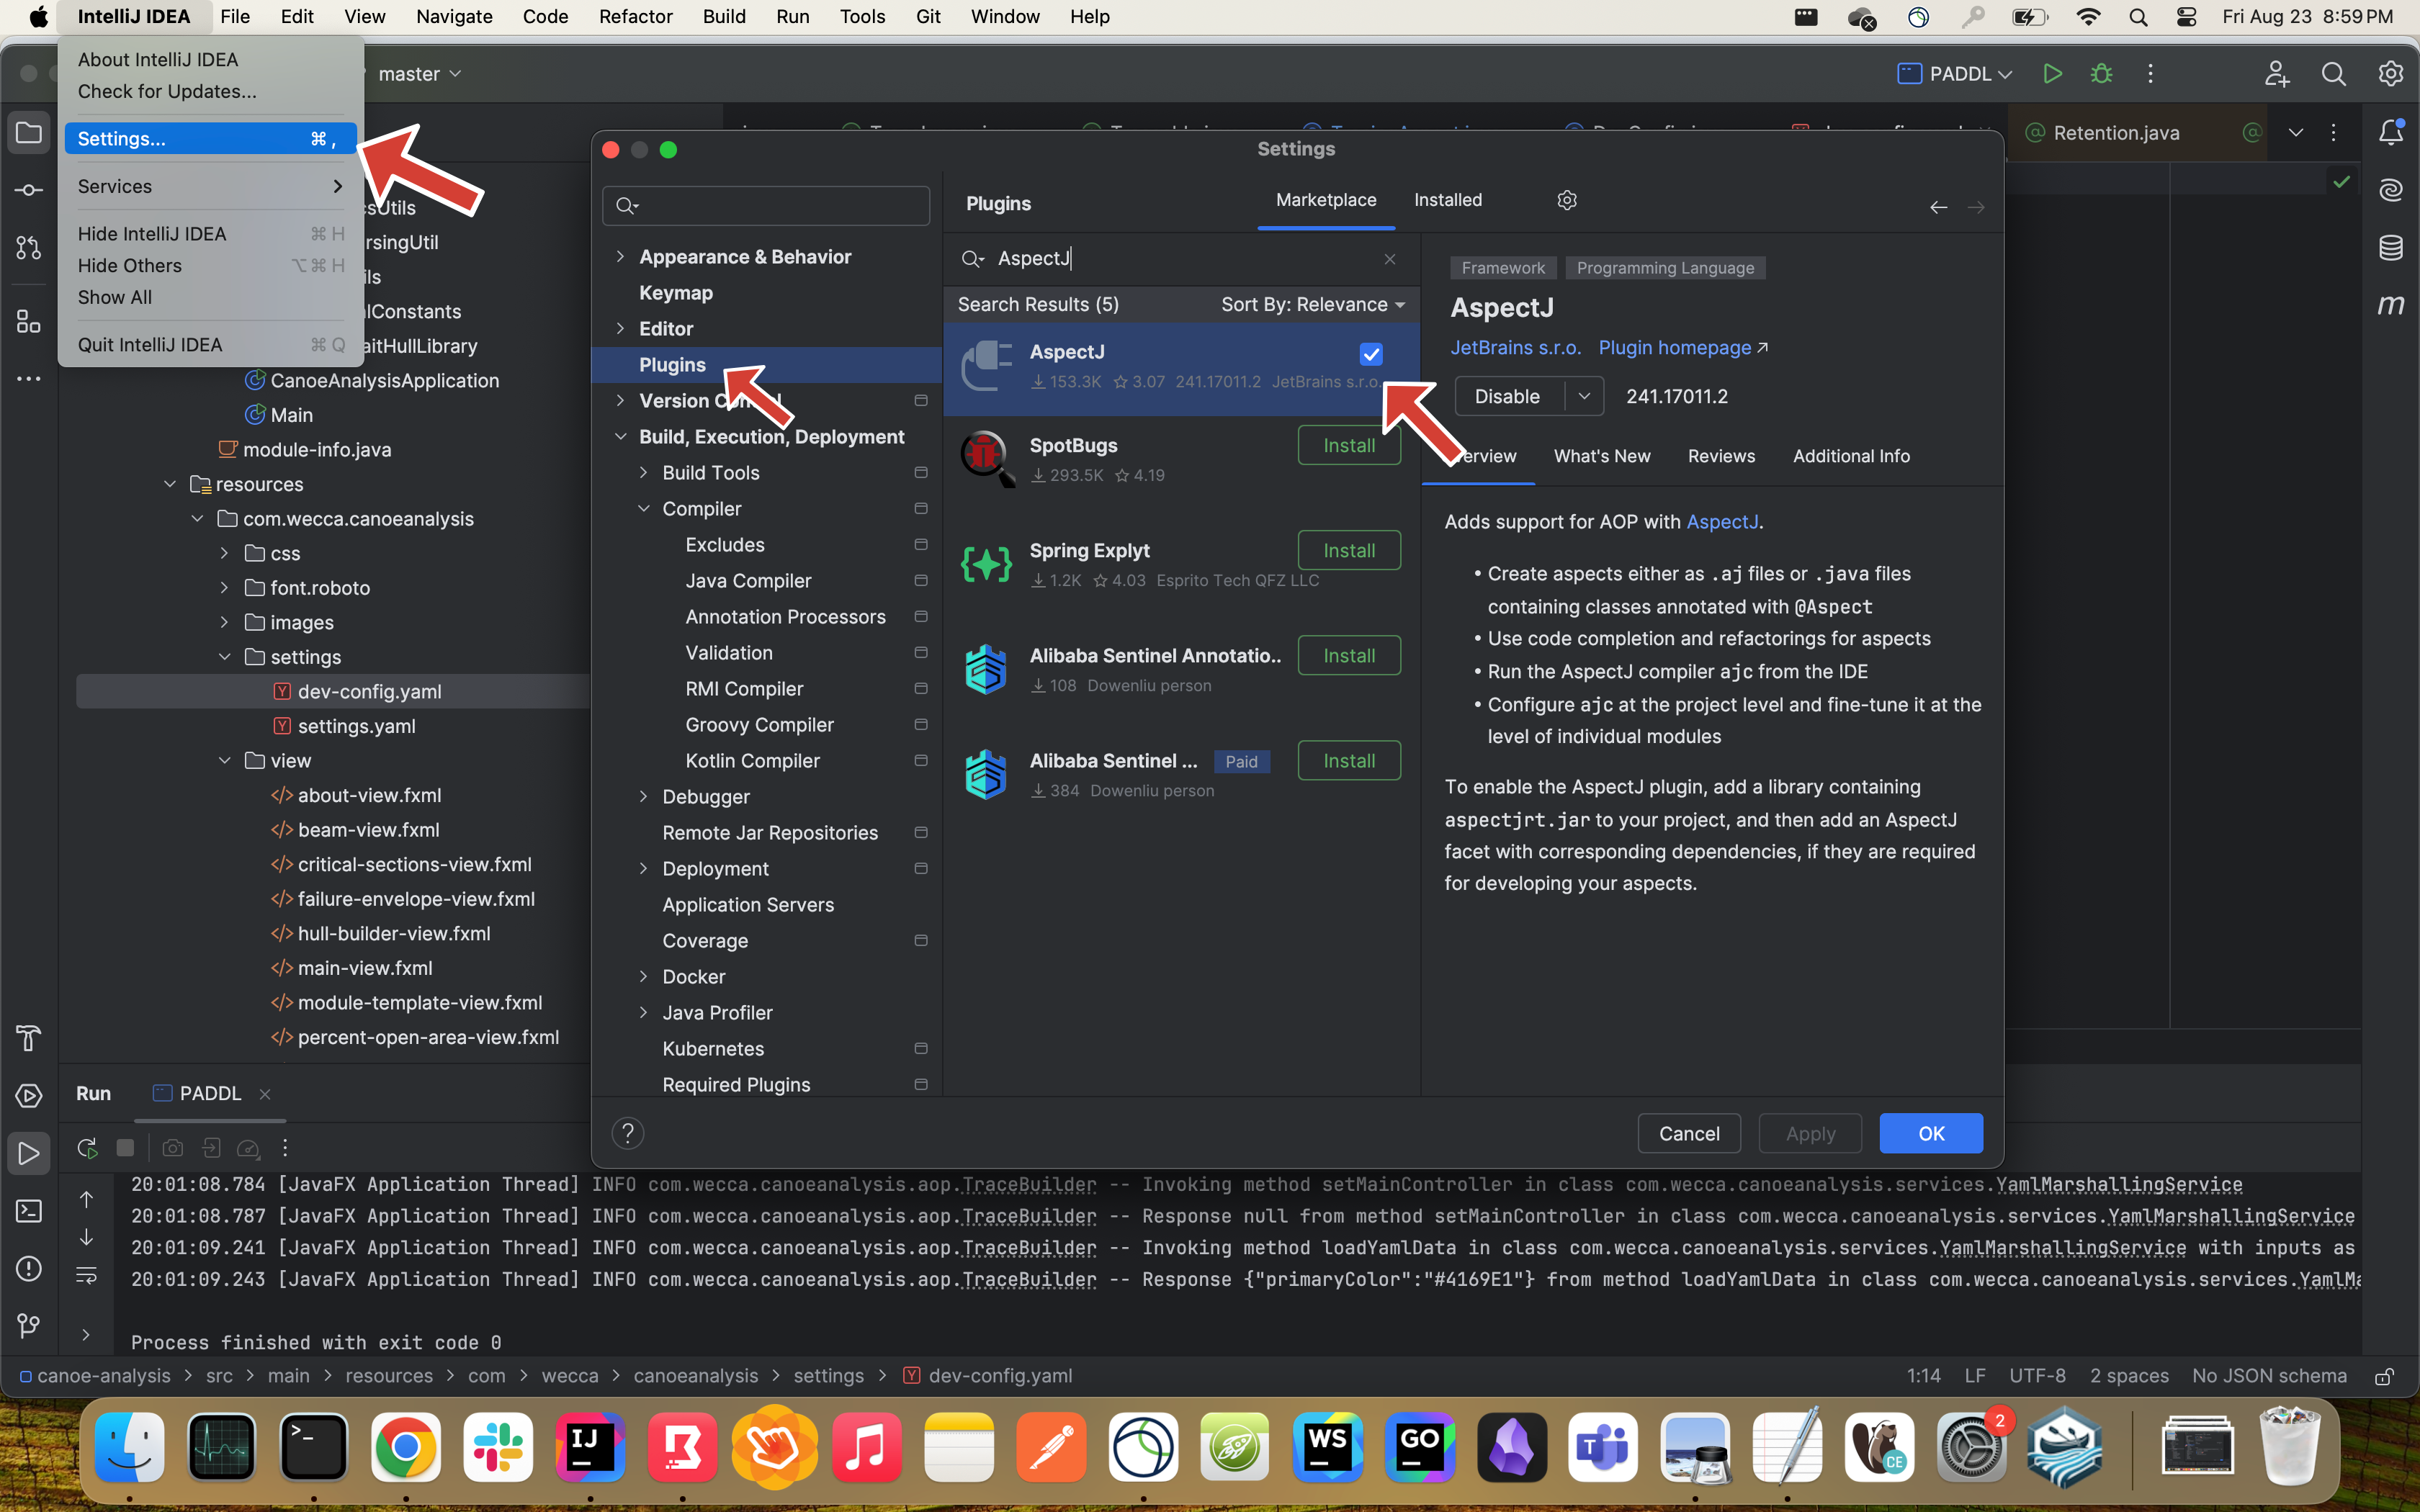 IntelliJ IDEA File Edit View Navigate Code Refactor Build Run Tools Git Window Help Fri Aug 23 8:59 PM
About IntelliJ IDEA
Check for Updates...
Settings... ⌘ ,
Services
Hide IntelliJ IDEA ⌘ H
Hide Others ⌥ ⌘ H
Show All
Quit IntelliJ IDEA ⌘ Q
master
PADDL
Retention.java
sUtils
rsingUtil
ls
lConstants
aitHullLibrary
CanoeAnalysisApplication
Main
module-info.java
resources
com.wecca.canoeanalysis
css
font.roboto
images
settings
dev-config.yaml
settings.yaml
view
about-view.fxml
beam-view.fxml
critical-sections-view.fxml
failure-envelope-view.fxml
hull-builder-view.fxml
main-view.fxml
module-template-view.fxml
percent-open-area-view.fxml
Settings
Appearance & Behavior
Keymap
Editor
Plugins
Version
Build, Execution, Deployment
Build Tools
Compiler
Excludes
Java Compiler
Annotation Processors
Validation
RMI Compiler
Groovy Compiler
Kotlin Compiler
Debugger
Remote Jar Repositories
Deployment
Application Servers
Coverage
Docker
Java Profiler
Kubernetes
Required Plugins
Plugins Marketplace Installed
AspectJ
Search Results (5) Sort By: Relevance
AspectJ
153.3K 3.07 241.17011.2 JetBrains s.r.o.
SpotBugs Install
293.5K 4.19
Spring Explyt Install
1.2K 4.03 Esprito Tech QFZ LLC
Alibaba Sentinel Annotatio.. Install
108 Dowenliu person
Alibaba Sentinel ... Paid Install
384 Dowenliu person
Framework Programming Language
AspectJ
JetBrains s.r.o. Plugin homepage ↗
Disable 241.17011.2
erview What's New Reviews Additional Info
Adds support for AOP with AspectJ.
• Create aspects either as .aj files or .java files
containing classes annotated with @Aspect
• Use code completion and refactorings for aspects
• Run the AspectJ compiler ajc from the IDE
• Configure ajc at the project level and fine-tune it at the
level of individual modules
To enable the AspectJ plugin, add a library containing
aspectjrt.jar to your project, and then add an AspectJ
facet with corresponding dependencies, if they are required
for developing your aspects.
? Cancel Apply OK
Run PADDL
20:01:08.784 [JavaFX Application Thread] INFO com.wecca.canoeanalysis.aop.TraceBuilder -- Invoking method setMainController in class com.wecca.canoeanalysis.services.YamlMarshallingService
20:01:08.787 [JavaFX Application Thread] INFO com.wecca.canoeanalysis.aop.TraceBuilder -- Response null from method setMainController in class com.wecca.canoeanalysis.services.YamlMarshallingService
20:01:09.241 [JavaFX Application Thread] INFO com.wecca.canoeanalysis.aop.TraceBuilder -- Invoking method loadYamlData in class com.wecca.canoeanalysis.services.YamlMarshallingService with inputs as
20:01:09.243 [JavaFX Application Thread] INFO com.wecca.canoeanalysis.aop.TraceBuilder -- Response {"primaryColor":"#4169E1"} from method loadYamlData in class com.wecca.canoeanalysis.services.YamlMa
Process finished with exit code 0
canoe-analysis > src > main > resources > com > wecca > canoeanalysis > settings > dev-config.yaml 1:14 LF UTF-8 2 spaces No JSON schema
IJ WS GO CE 2